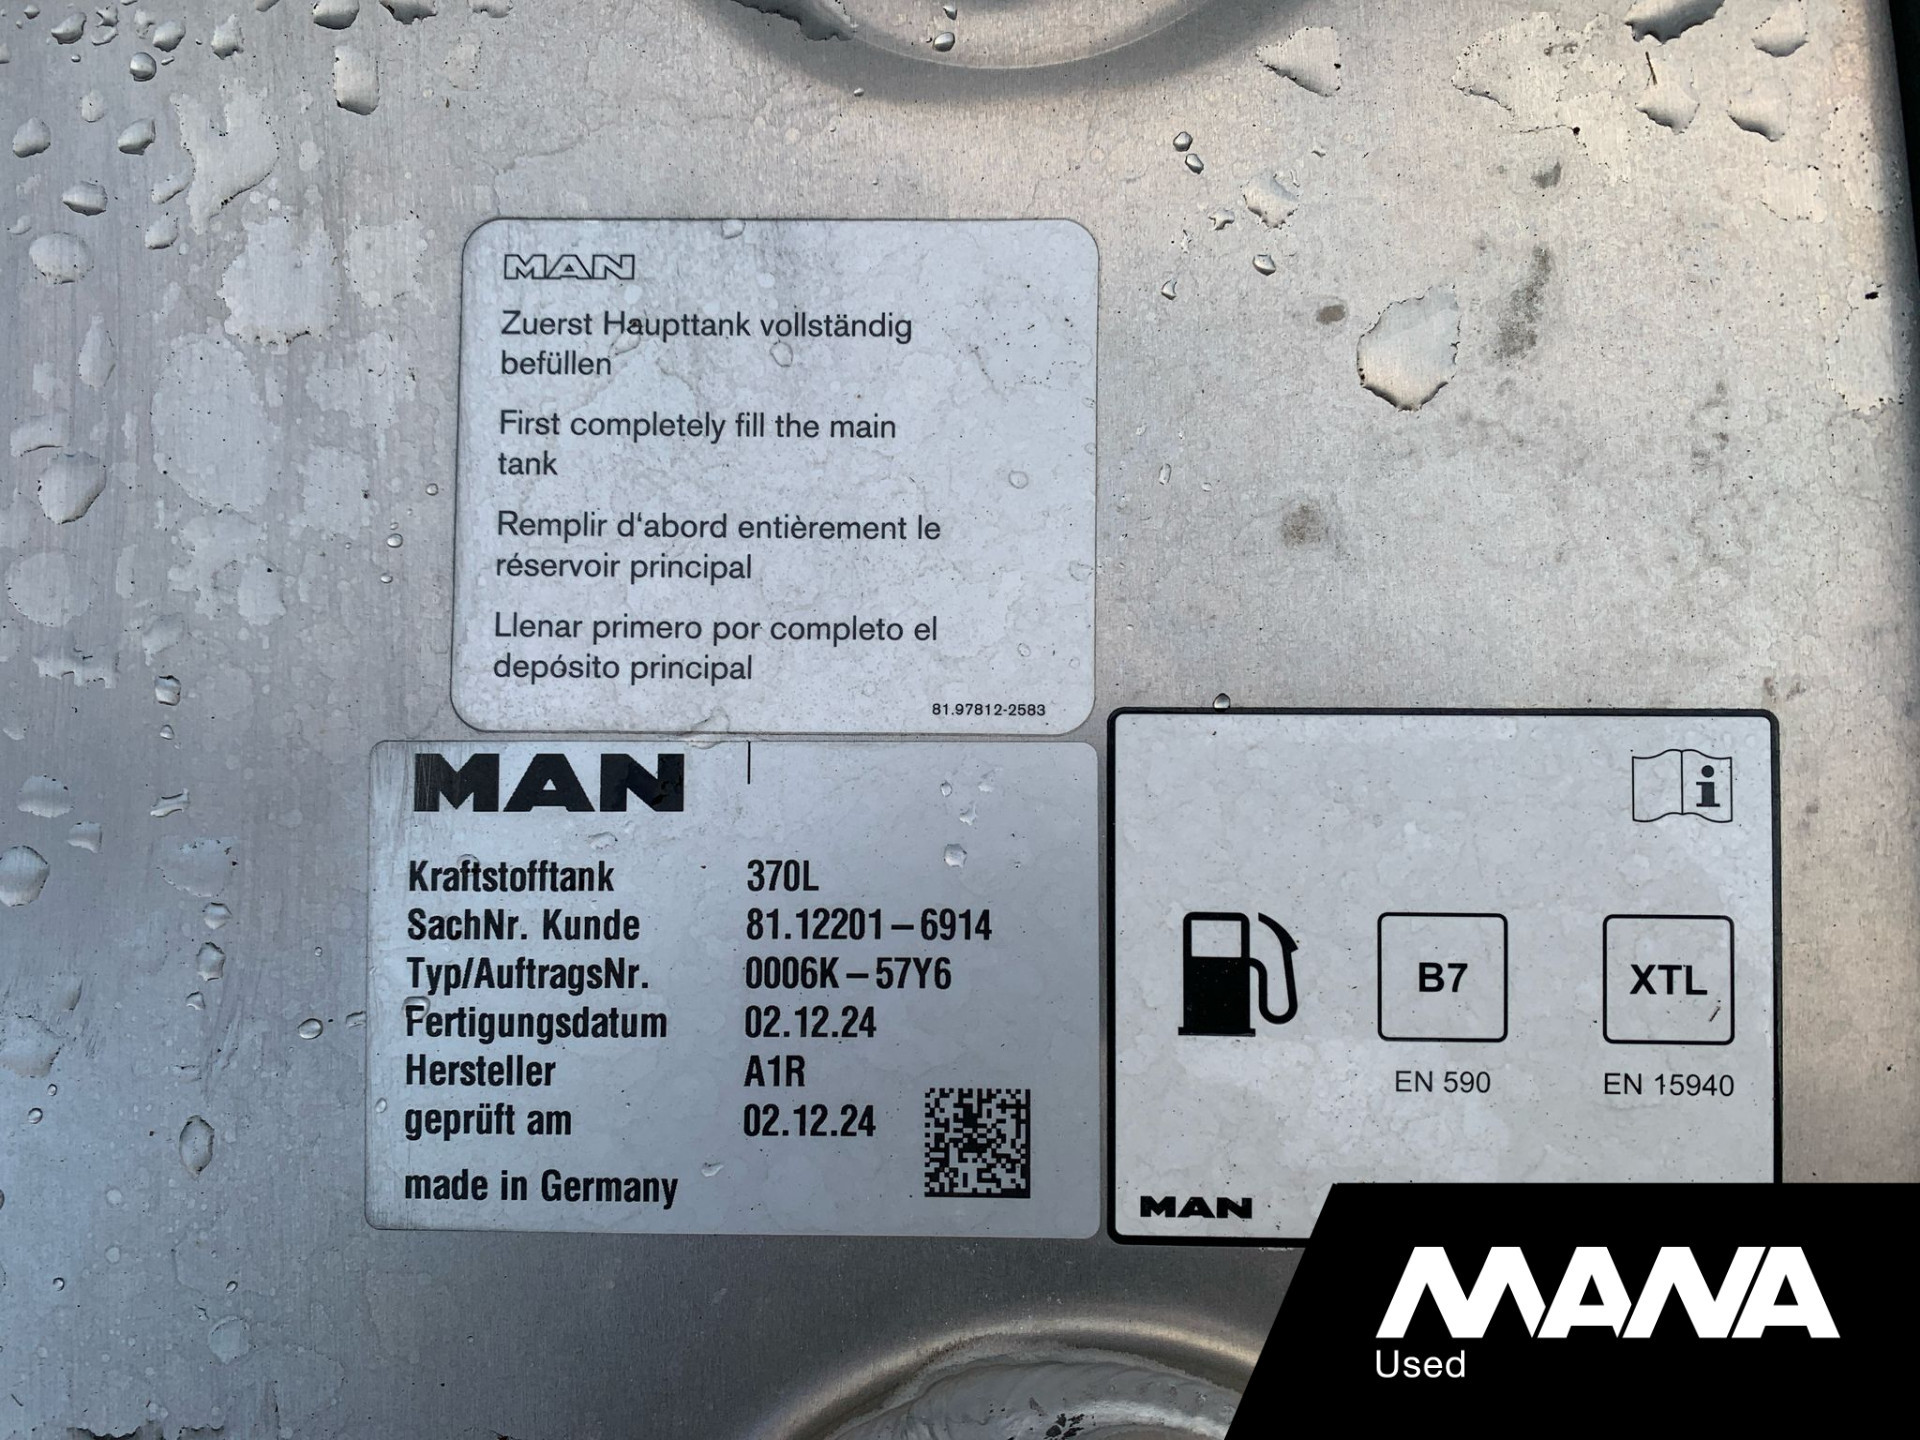 MAN
Zuerst Haupttank vollständig
befüllen
First completely fill the main
tank
Remplir d‘abord entièrement le
réservoir principal
Llenar primero por completo el
depósito principal
81.97812-2583
MAN
Kraftstofftank 370L
SachNr. Kunde 81.12201-6914
Typ/AuftragsNr. 0006K-57Y6
Fertigungsdatum 02.12.24
Hersteller A1R
geprüft am 02.12.24
made in Germany
i
B7 XTL
EN 590 EN 15940
MAN
MANA
Used